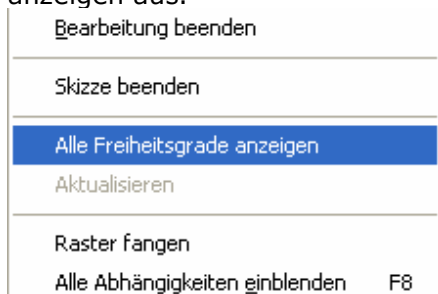 anzeigen aus.
Bearbeitung beenden
Skizze beenden
Alle Freiheitsgrade anzeigen
Aktualisieren
Raster fangen
Alle Abhängigkeiten einblenden F8